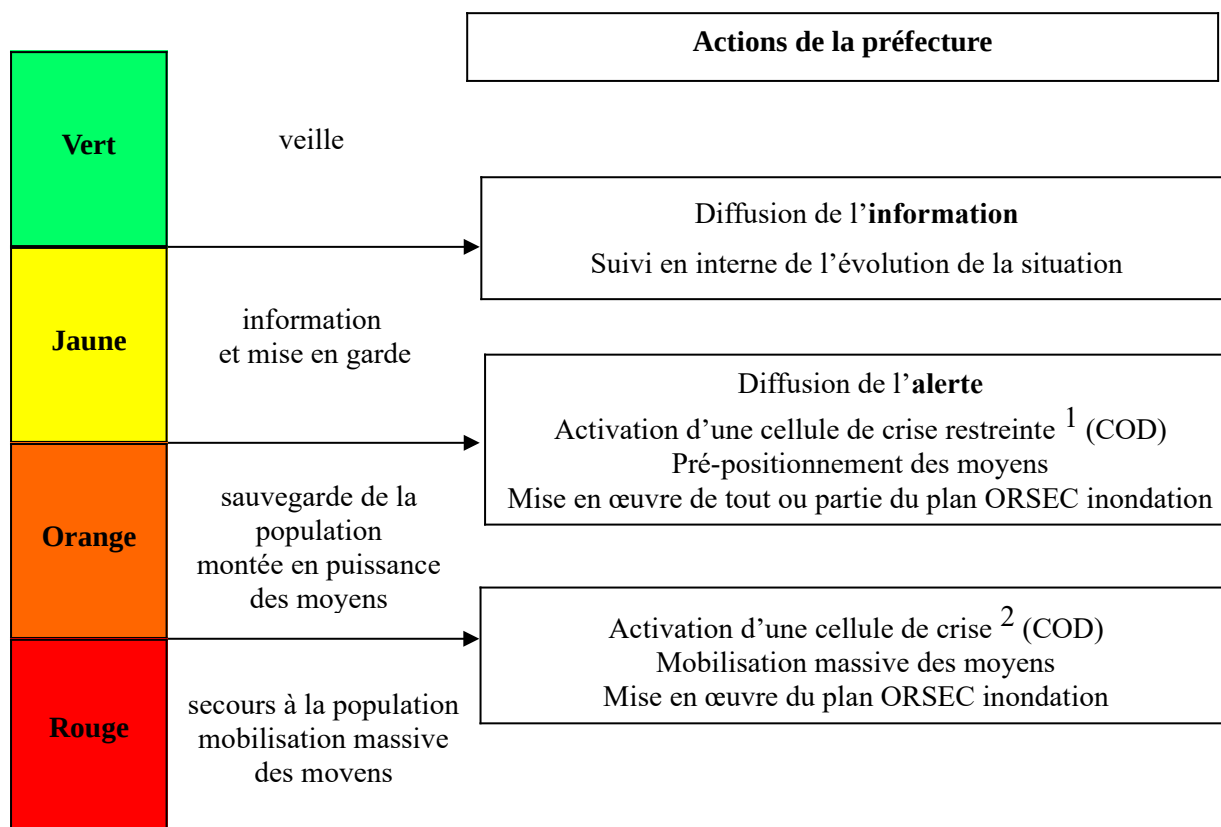 Actions de la préfecture
Vert
veille
Diffusion de l’information
Suivi en interne de l’évolution de la situation
Jaune
information
et mise en garde
Diffusion de l’alerte
Activation d’une cellule de crise restreinte 1 (COD)
Pré-positionnement des moyens
Mise en œuvre de tout ou partie du plan ORSEC inondation
Orange
sauvegarde de la
population
montée en puissance
des moyens
Activation d’une cellule de crise 2 (COD)
Mobilisation massive des moyens
Mise en œuvre du plan ORSEC inondation
Rouge
secours à la population
mobilisation massive
des moyens